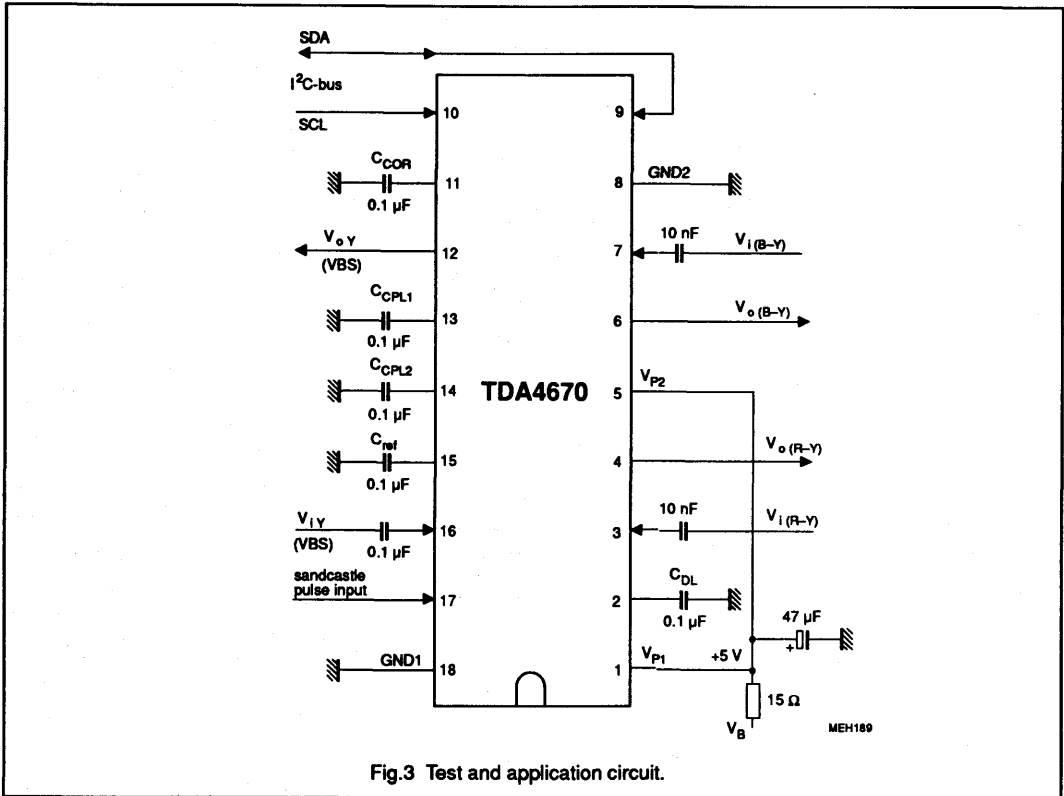 SDA
I²C-bus
SCL
10
9
C_COR
0.1 µF
11
8
GND2
V_o Y
(VBS)
12
7
10 nF
V_i (B–Y)
C_CPL1
0.1 µF
13
6
V_o (B–Y)
C_CPL2
0.1 µF
14
TDA4670
5
V_P2
C_ref
0.1 µF
15
4
V_o (R–Y)
V_i Y
(VBS)
0.1 µF
16
3
10 nF
V_i (R–Y)
sandcastle
pulse input
17
2
C_DL
0.1 µF
47 µF
+
GND1
18
1
V_P1
+5 V
15 Ω
V_B
MEH189
Fig.3 Test and application circuit.